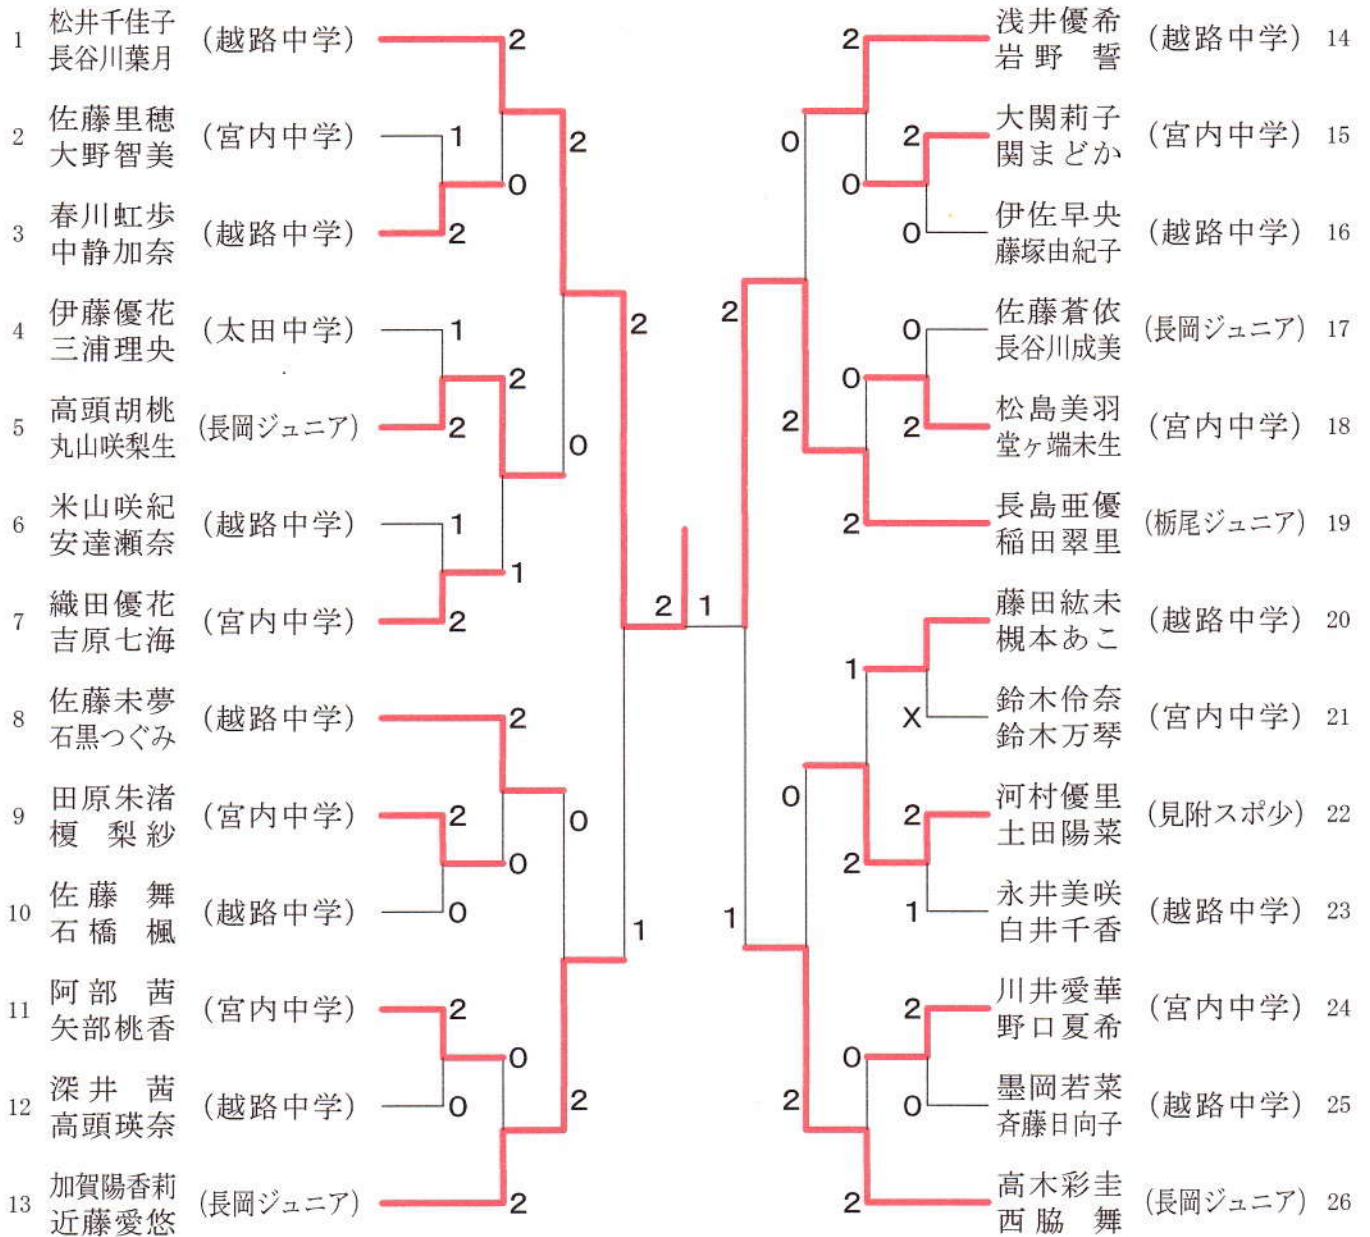 1 松井千佳子 長谷川葉月 (越路中学) 2
2 佐藤里穂 大野智美 (宮内中学) 1
2
0
3 春川虹歩 中静加奈 (越路中学) 2
4 伊藤優花 三浦理央 (太田中学) 1
2
2
5 高頭胡桃 丸山咲梨生 (長岡ジュニア) 2
0
6 米山咲紀 安達瀬奈 (越路中学) 1
1
7 織田優花 吉原七海 (宮内中学) 2
2 1
8 佐藤未夢 石黒つぐみ (越路中学) 2
9 田原朱渚 榎 梨紗 (宮内中学) 2
0
0
10 佐藤 舞 石橋 楓 (越路中学) 0
1
11 阿部 茜 矢部桃香 (宮内中学) 2
0
12 深井 茜 高頭瑛奈 (越路中学) 0
2
13 加賀陽香莉 近藤愛悠 (長岡ジュニア) 2
2 浅井優希 岩野 誓 (越路中学) 14
0
2 大関莉子 関まどか (宮内中学) 15
0
0 伊佐早央 藤塚由紀子 (越路中学) 16
2
0 佐藤蒼依 長谷川成美 (長岡ジュニア) 17
0
2
2 松島美羽 堂ヶ端未生 (宮内中学) 18
2 長島亜優 稲田翠里 (栃尾ジュニア) 19
藤田紘未 槻本あこ (越路中学) 20
1
X 鈴木伶奈 鈴木万琴 (宮内中学) 21
0
2 河村優里 土田陽菜 (見附スポ少) 22
2
1 永井美咲 白井千香 (越路中学) 23
1
2 川井愛華 野口夏希 (宮内中学) 24
0
0 墨岡若菜 斉藤日向子 (越路中学) 25
2
2 高木彩圭 西脇 舞 (長岡ジュニア) 26